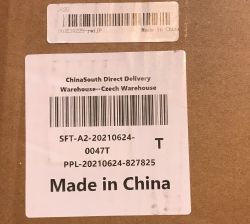 Made in China
ChinaSouth Direct Delivery
Warehouse--Czech Warehouse
SFT-A2-20210624-
0047T
T
PPL-20210624-827825
Made in China